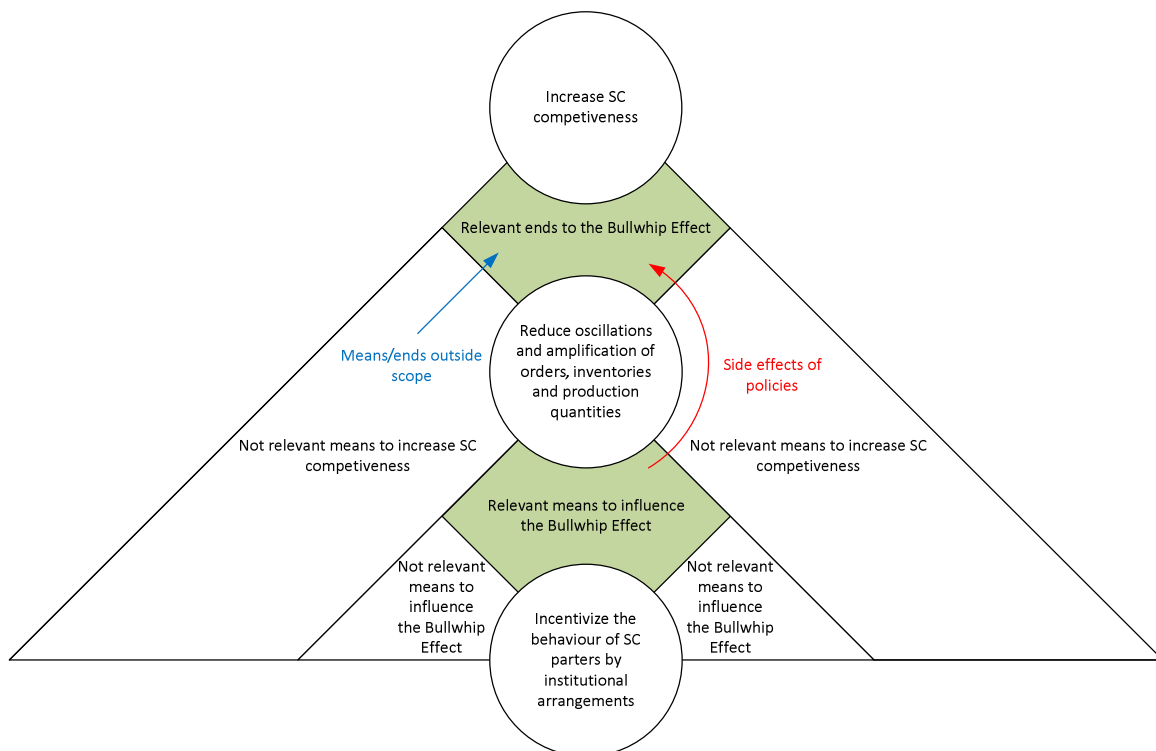 Increase SC
competiveness
Relevant ends to the Bullwhip Effect
Means/ends outside
scope
Reduce oscillations
and amplification of
orders, inventories
and production
quantities
Side effects of
policies
Not relevant means to increase SC
competiveness
Not relevant means to increase SC
competiveness
Relevant means to influence
the Bullwhip Effect
Not relevant
means to
influence
the Bullwhip
Effect
Incentivize the
behaviour of SC
parters by
institutional
arrangements
Not relevant
means to
influence
the Bullwhip
Effect